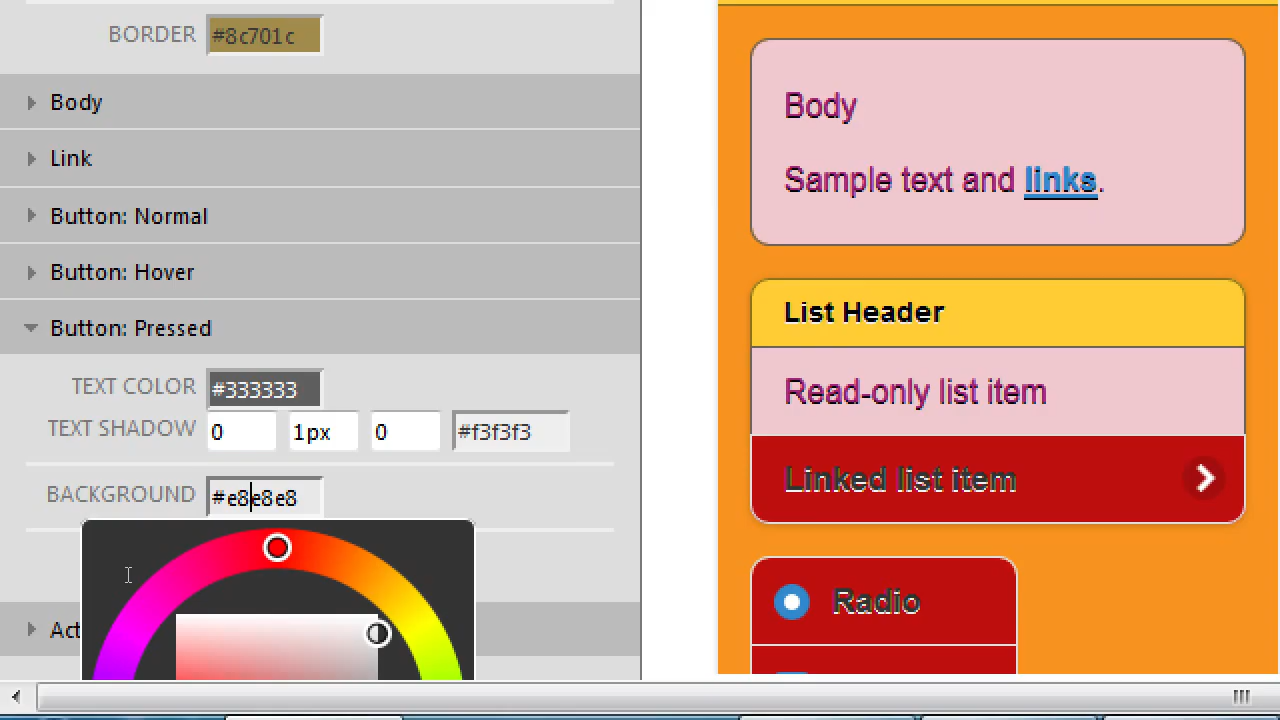 BORDER #8c701c
Body
Link
Button: Normal
Button: Hover
Button: Pressed
TEXT COLOR #333333
TEXT SHADOW 0 1px 0 #f3f3f3
BACKGROUND #e8e8e8
Act
Body
Sample text and links.
List Header
Read-only list item
Linked list item
Radio